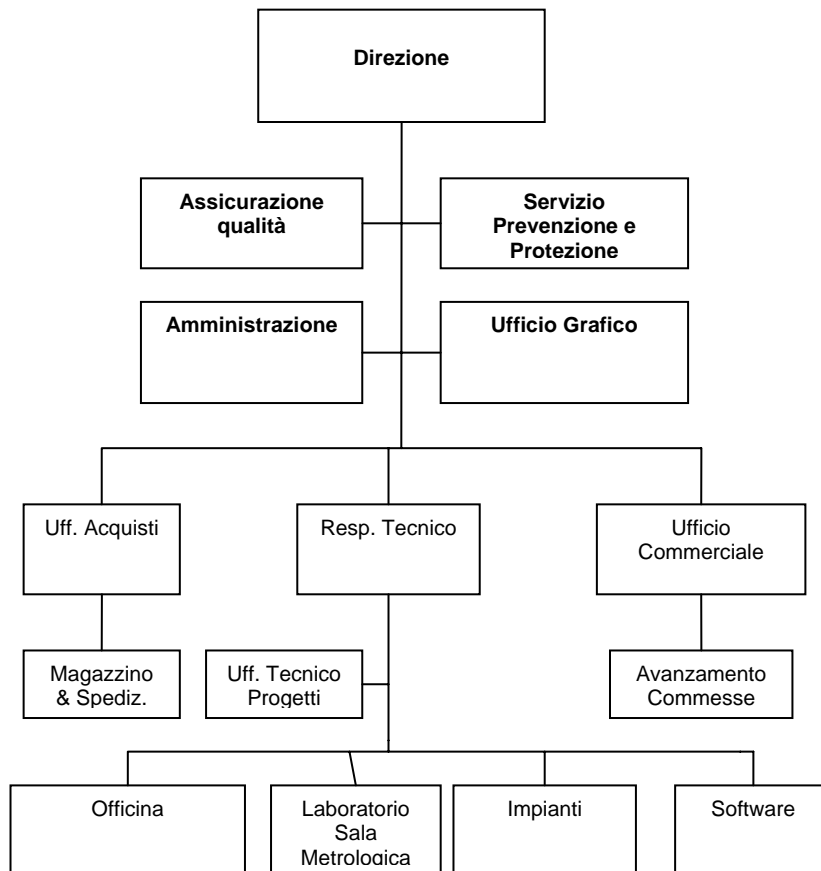 Direzione
Assicurazione
qualità
Servizio
Prevenzione e
Protezione
Amministrazione
Ufficio Grafico
Uff. Acquisti
Resp. Tecnico
Ufficio
Commerciale
Magazzino
& Spediz.
Uff. Tecnico
Progetti
Avanzamento
Commesse
Officina
Laboratorio
Sala
Metrologica
Impianti
Software